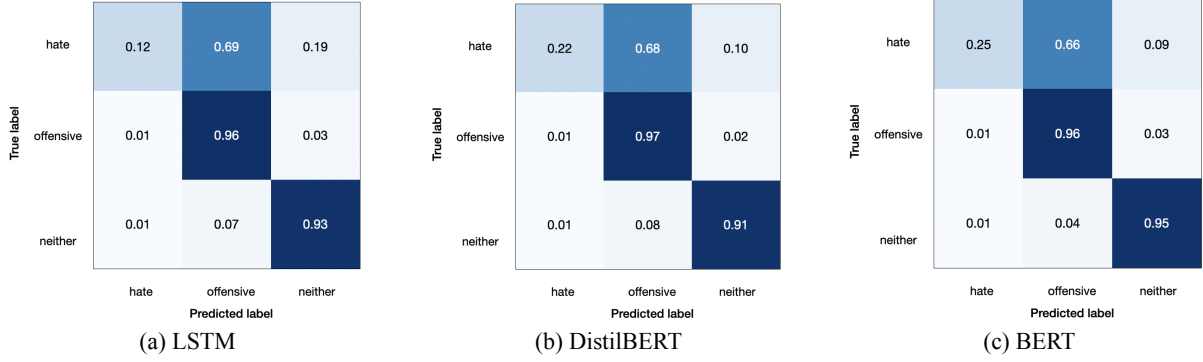 hate 0.12 0.69 0.19
offensive 0.01 0.96 0.03
neither 0.01 0.07 0.93
True label
hate offensive neither
Predicted label
(a) LSTM
hate 0.22 0.68 0.10
offensive 0.01 0.97 0.02
neither 0.01 0.08 0.91
True label
hate offensive neither
Predicted label
(b) DistilBERT
hate 0.25 0.66 0.09
offensive 0.01 0.96 0.03
neither 0.01 0.04 0.95
True label
hate offensive neither
Predicted label
(c) BERT